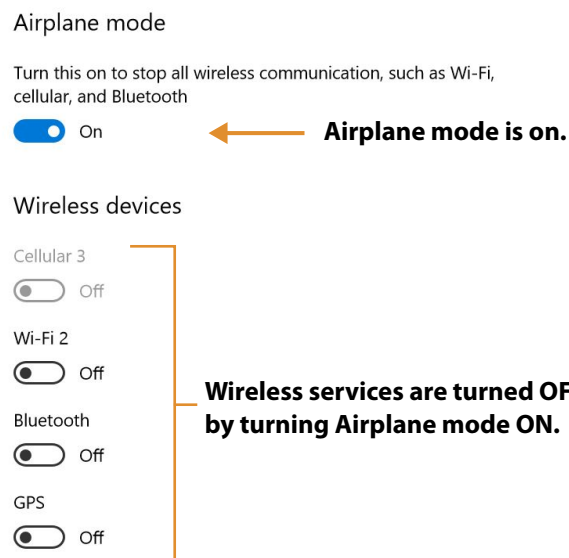 Airplane mode
Turn this on to stop all wireless communication, such as Wi-Fi,
cellular, and Bluetooth
On
Airplane mode is on.
Wireless devices
Cellular 3
Off
Wi-Fi 2
Off
Wireless services are turned OF
by turning Airplane mode ON.
Bluetooth
Off
GPS
Off